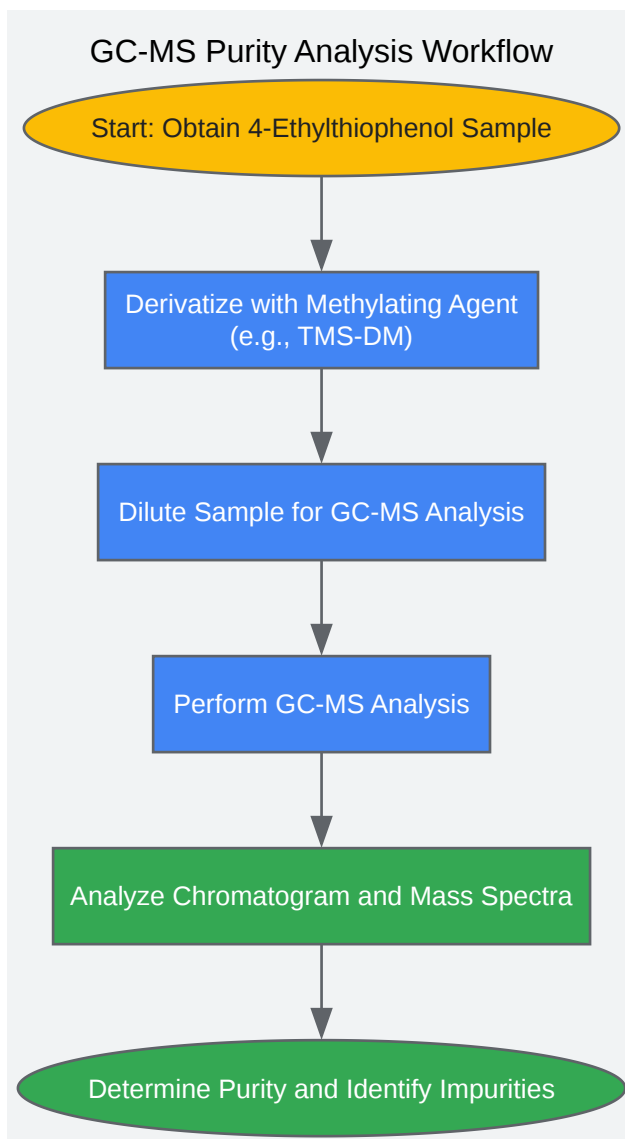 GC-MS Purity Analysis Workflow
Start: Obtain 4-Ethylthiophenol Sample
Derivatize with Methylating Agent
(e.g., TMS-DM)
Dilute Sample for GC-MS Analysis
Perform GC-MS Analysis
Analyze Chromatogram and Mass Spectra
Determine Purity and Identify Impurities